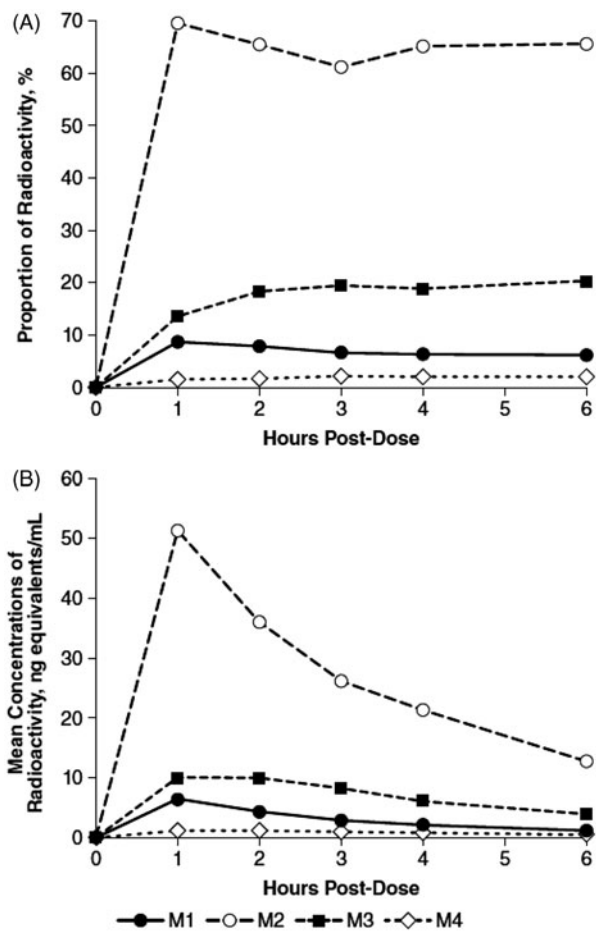 (A)
Proportion of Radioactivity, %
70
60
50
40
30
20
10
0
0 1 2 3 4 5 6
Hours Post-Dose
(B)
Mean Concentrations of
Radioactivity, ng equivalents/mL
60
50
40
30
20
10
0
0 1 2 3 4 5 6
Hours Post-Dose
M1 M2 M3 M4